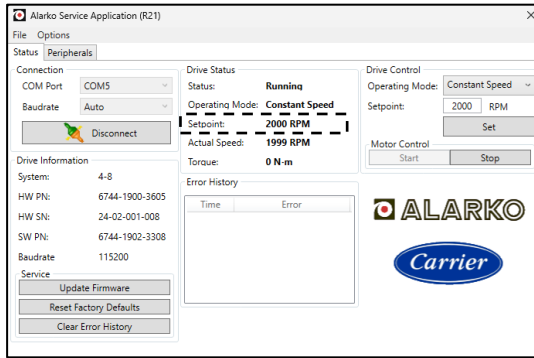 Alarko Service Application (R21)
File Options
Status Peripherals
Connection
COM Port COM5
Baudrate Auto
Disconnect
Drive Information
System: 4-8
HW PN: 6744-1900-3605
HW SN: 24-02-001-008
SW PN: 6744-1902-3308
Baudrate 115200
Service
Update Firmware
Reset Factory Defaults
Clear Error History
Drive Status
Status: Running
Operating Mode: Constant Speed
Setpoint: 2000 RPM
Actual Speed: 1999 RPM
Torque: 0 N-m
Error History
Time Error
Drive Control
Operating Mode: Constant Speed
Setpoint: 2000 RPM
Set
Motor Control
Start Stop
ALARKO
Carrier